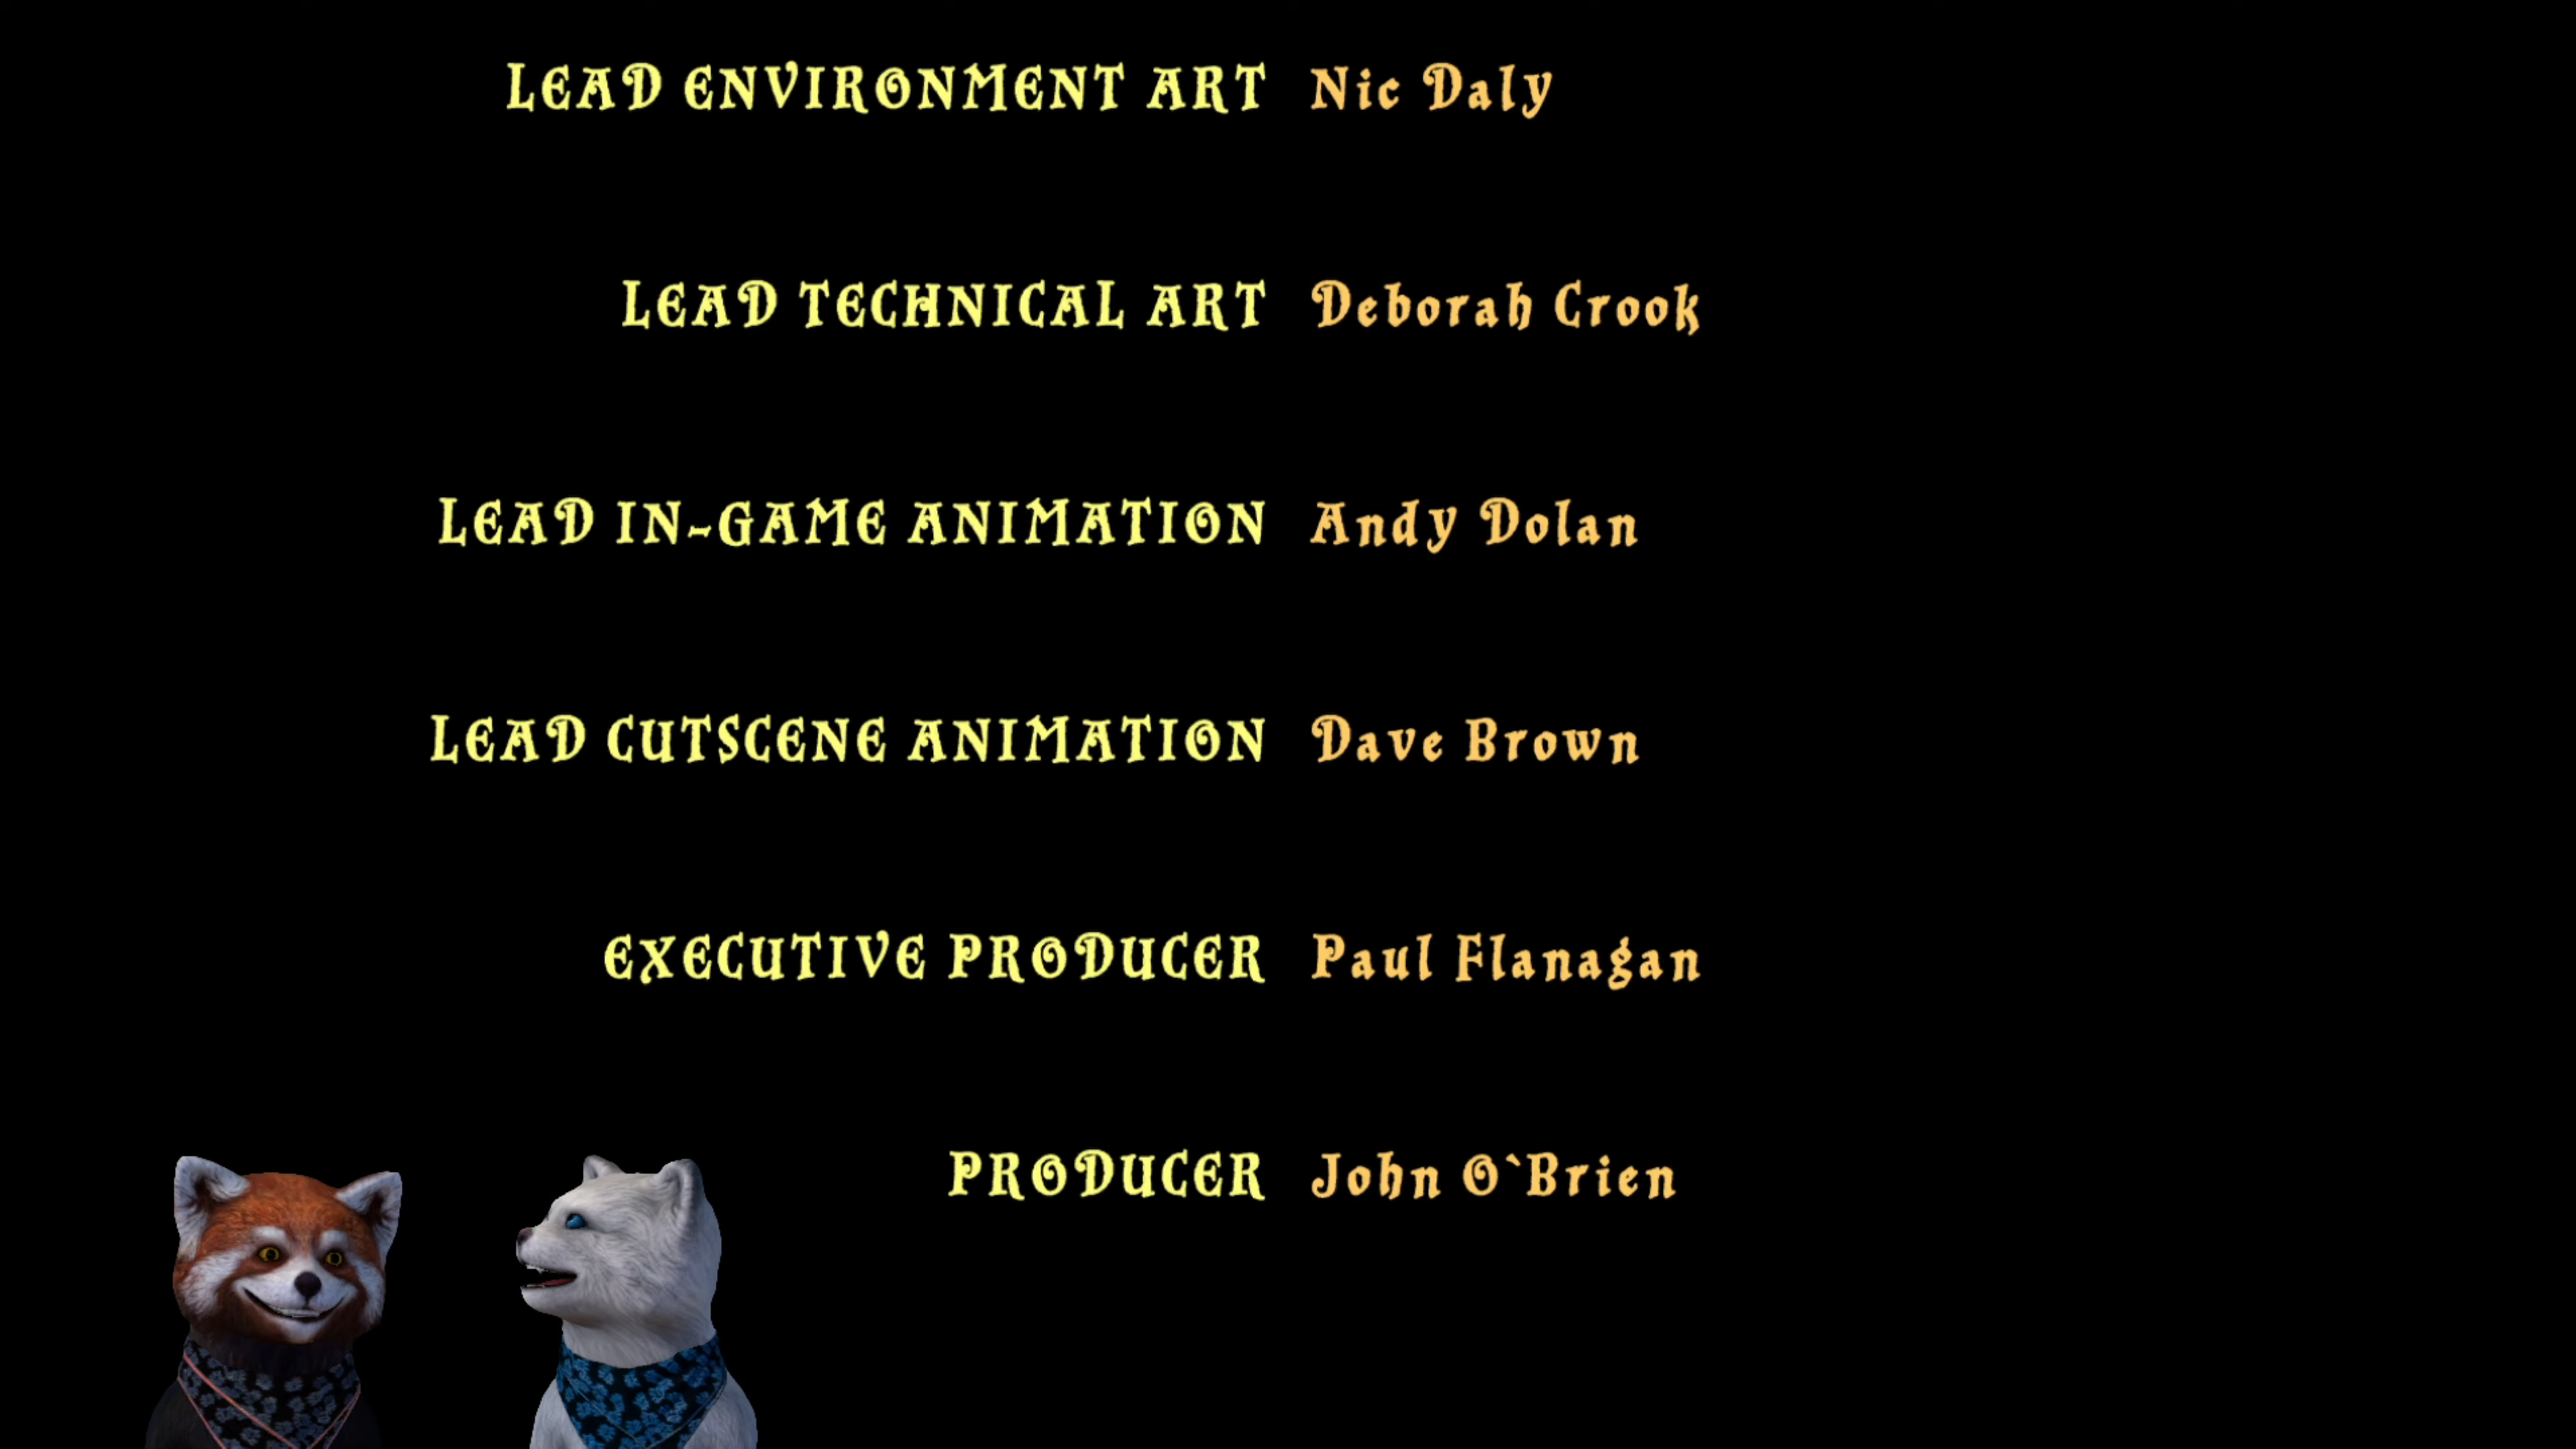 LEAD ENVIRONMENT ART Nic Daly
LEAD TECHNICAL ART Deborah Crook
LEAD IN-GAME ANIMATION Andy Dolan
LEAD CUTSCENE ANIMATION Dave Brown
EXECUTIVE PRODUCER Paul Flanagan
PRODUCER John O`Brien